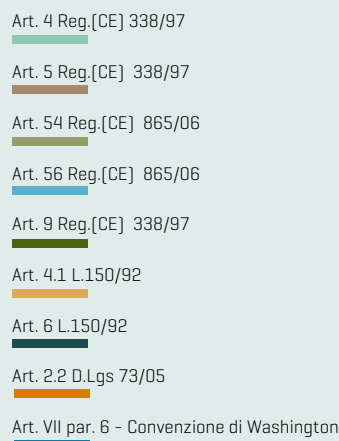 Art. 4 Reg.(CE) 338/97
Art. 5 Reg.(CE) 338/97
Art. 54 Reg.(CE) 865/06
Art. 56 Reg.(CE) 865/06
Art. 9 Reg.(CE) 338/97
Art. 4.1 L.150/92
Art. 6 L.150/92
Art. 2.2 D.Lgs 73/05
Art. VII par. 6 - Convenzione di Washington